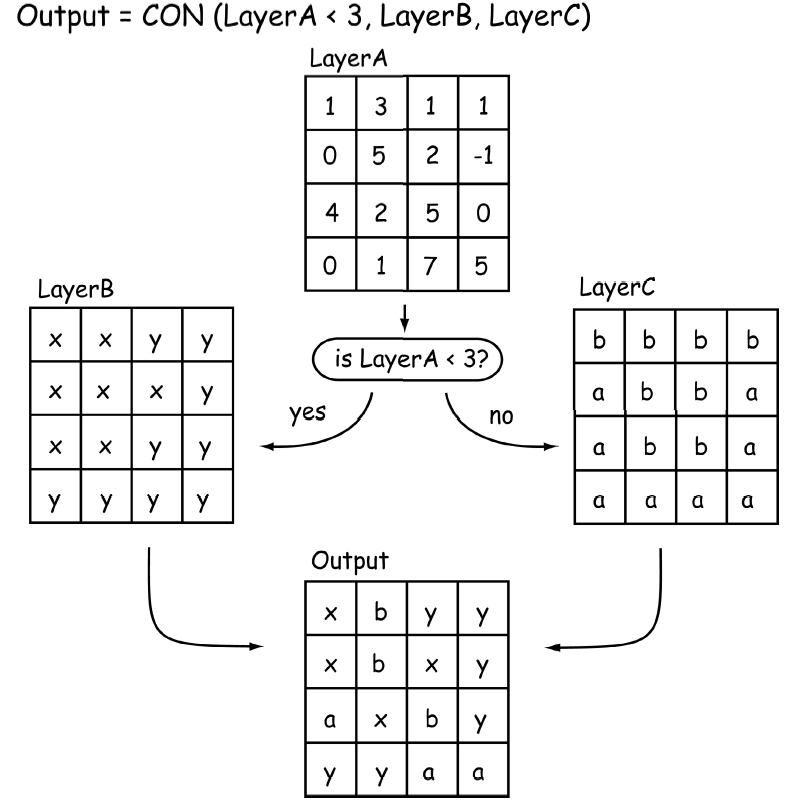 Output = CON (LayerA < 3, LayerB, LayerC)
LayerA
1 3 1 1
0 5 2 -1
4 2 5 0
0 1 7 5
LayerB
x x y y
x x x y
x x y y
y y y y
is LayerA < 3?
yes
no
LayerC
b b b b
a b b a
a b b a
a a a a
Output
x b y y
x b x y
a x b y
y y a a